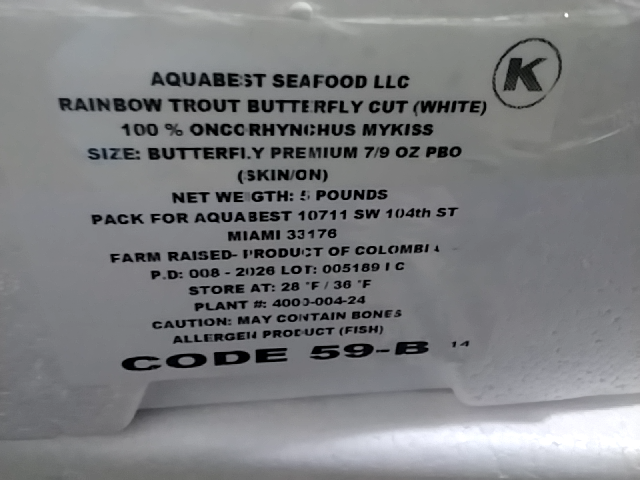 K
AQUABEST SEAFOOD LLC
RAINBOW TROUT BUTTERFLY CUT (WHITE)
100 % ONCORHYNCHUS MYKISS
SIZE: BUTTERFLY PREMIUM 7/9 OZ PBO
(SKIN/ON)
NET WEIGTH: 5 POUNDS
PACK FOR AQUABEST 10711 SW 104th ST
MIAMI 33176
FARM RAISED- PRODUCT OF COLOMBIA
P.D: 008 - 2026 LOT: 005189
STORE AT: 28 °F / 36 °F
PLANT #: 4000-004-24
CAUTION: MAY CONTAIN BONES
ALLERGEN PRODUCT (FISH)
CODE 59-B 14